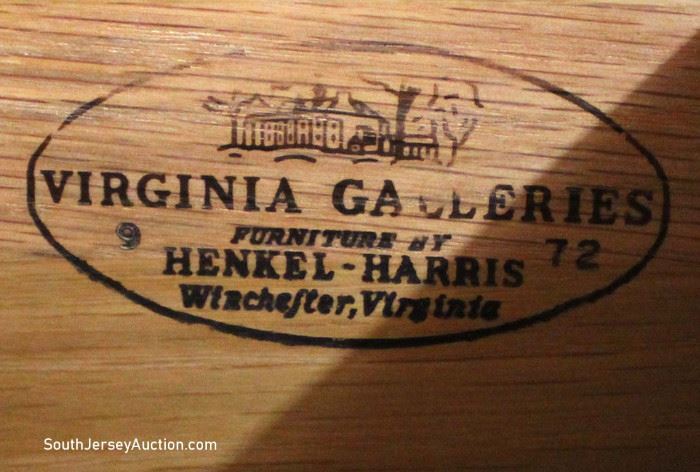 VIRGINIA GALLERIES
9 FURNITURE BY 72
HENKEL-HARRIS
Wincheſter, Virginia
SouthJerseyAuction.com